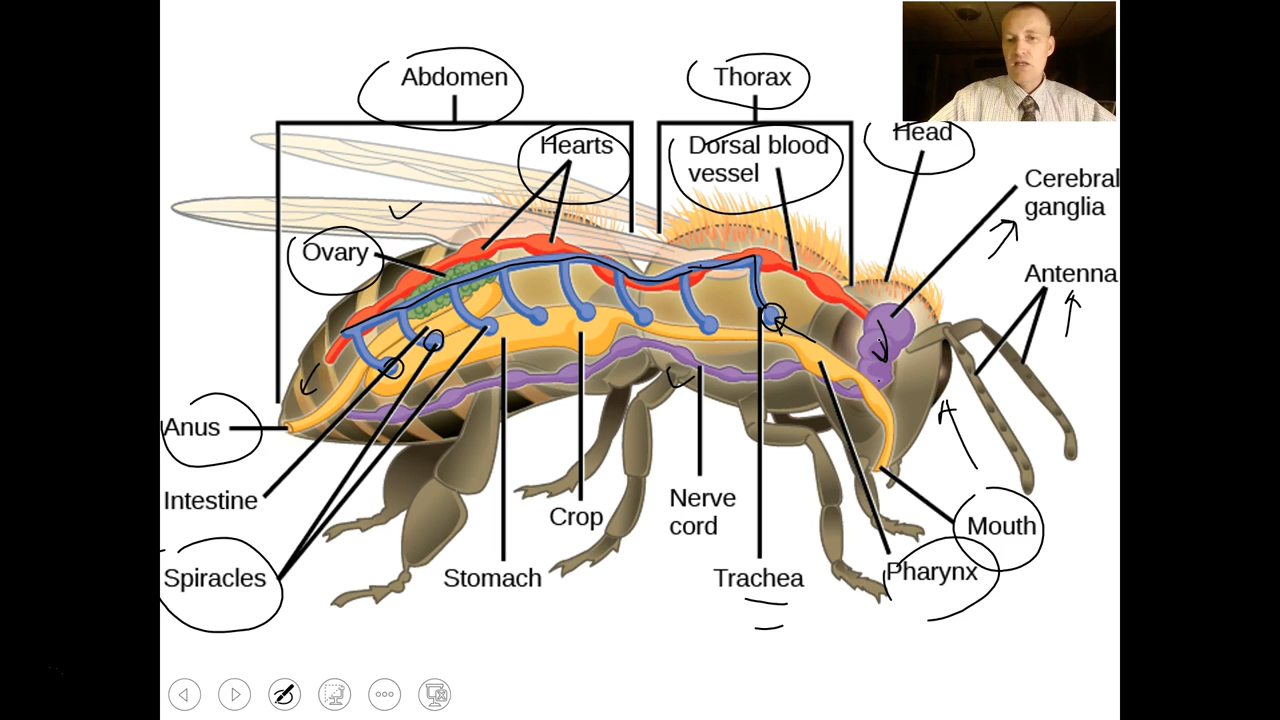 Abdomen
Thorax
Head
Hearts
Dorsal blood
vessel
Cerebral
ganglia
Ovary
Antenna
Anus
Intestine
Crop
Nerve
cord
Mouth
Spiracles
Stomach
Trachea
Pharynx